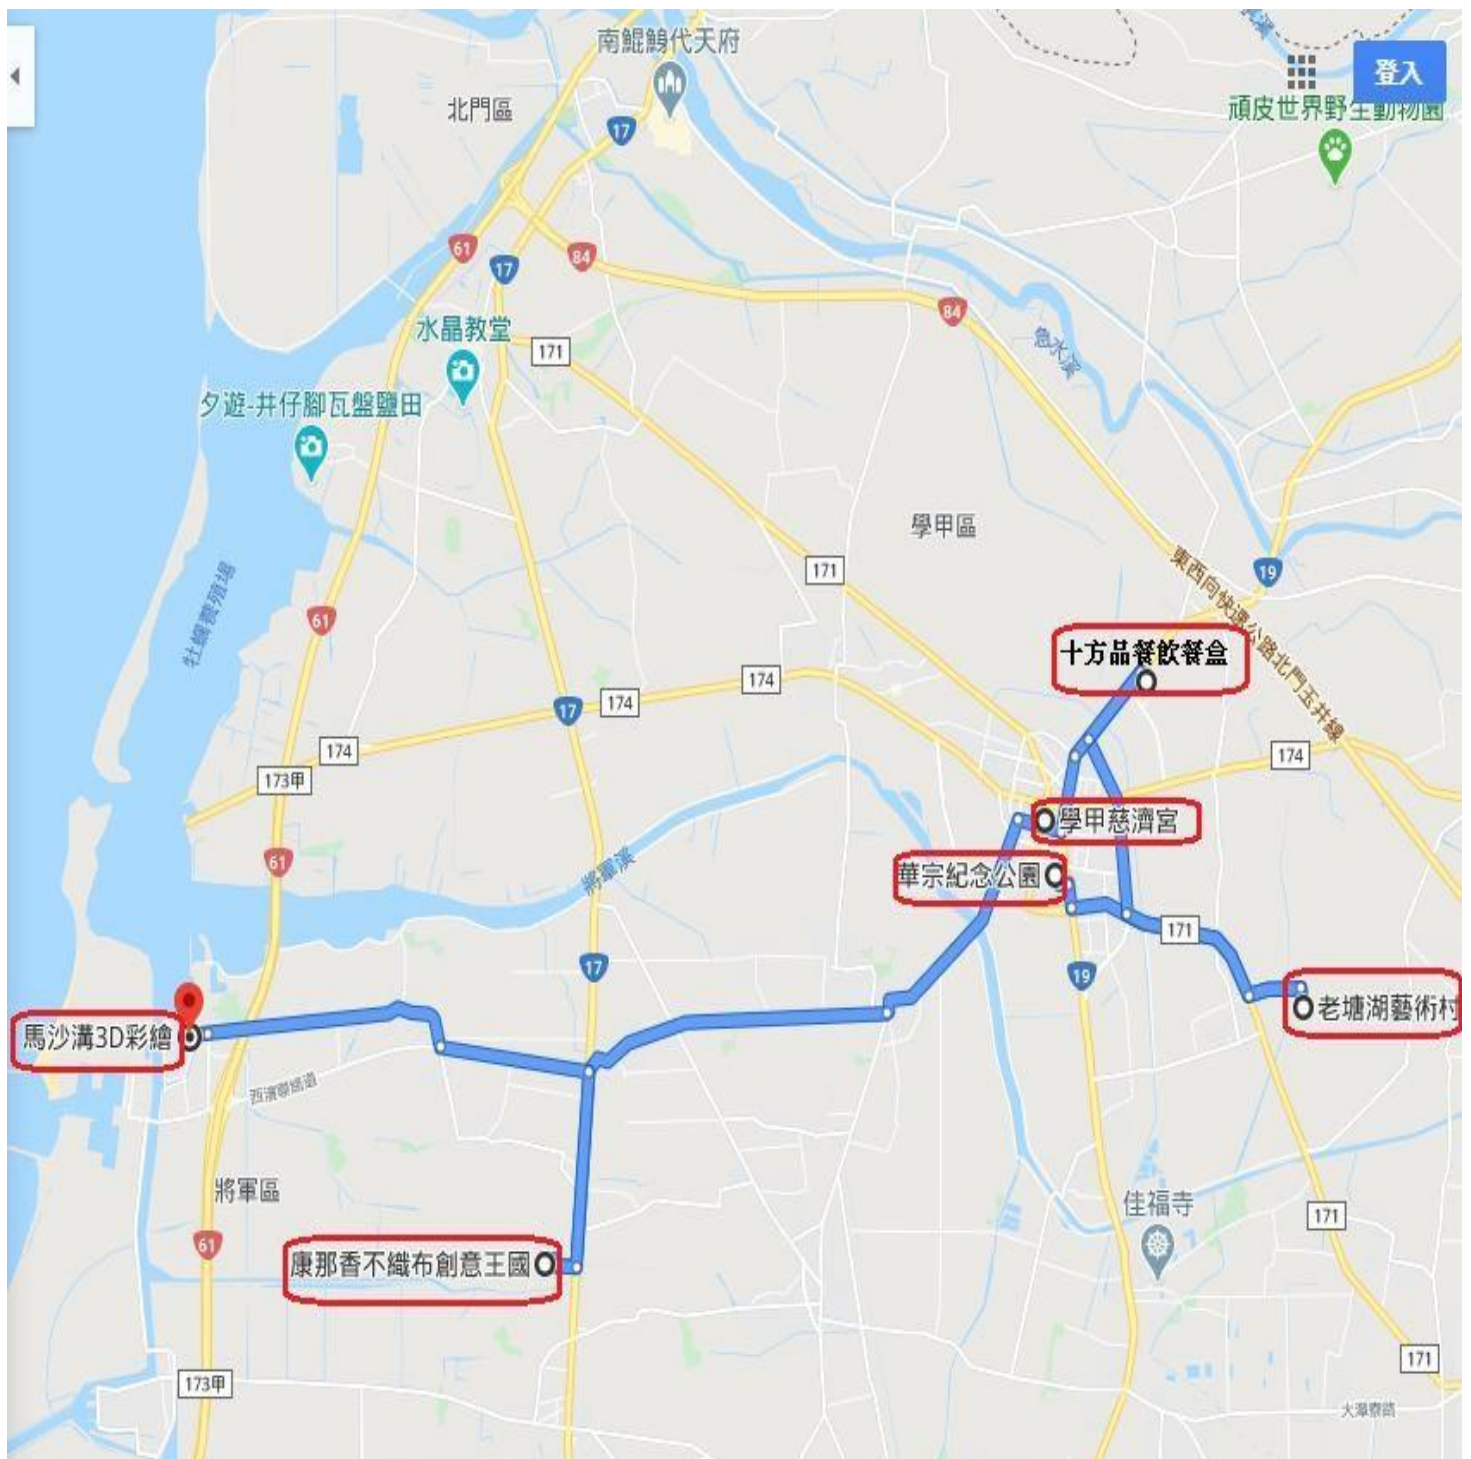 南鯤鯓代天府
北門區
登入
頑皮世界野生動物園
17
61
17
84
84
水晶教堂
171
急水溪
夕遊-井仔腳瓦盤鹽田
學甲區
171
19
東西向快速公路北門玉井線
牡蠣養殖場
61
十方品餐飲餐盒
174
174
17
174
174
173甲
學甲慈濟宮
61
將軍溪
華宗紀念公園
171
17
19
老塘湖藝術村
馬沙溝3D彩繪
西濱聯絡道
將軍區
佳福寺
171
61
康那香不織布創意王國
171
173甲
大潭寮路